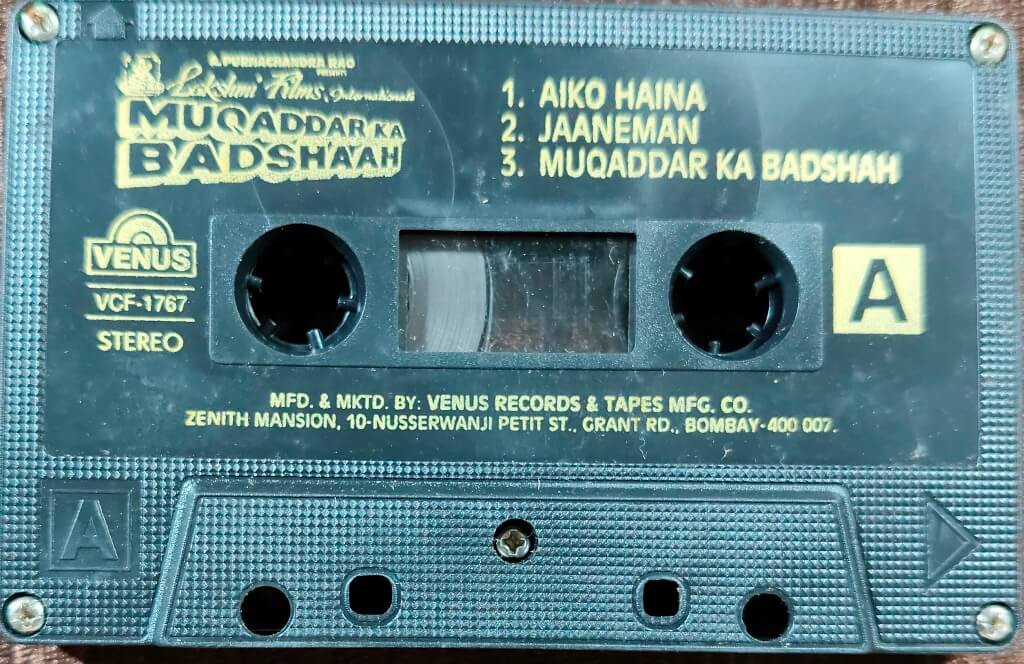 A. PURNACHANDRA RAO
PRESENTS
Lakshmi Films, Internationals
MUQADDAR KA
BADSHAAH
1. AIKO HAINA
2. JAANEMAN
3. MUQADDAR KA BADSHAH
VENUS
VCF-1767
STEREO
A
MFD. & MKTD. BY: VENUS RECORDS & TAPES MFG. CO.
ZENITH MANSION, 10-NUSSERWANJI PETIT ST., GRANT RD., BOMBAY-400 007.
A